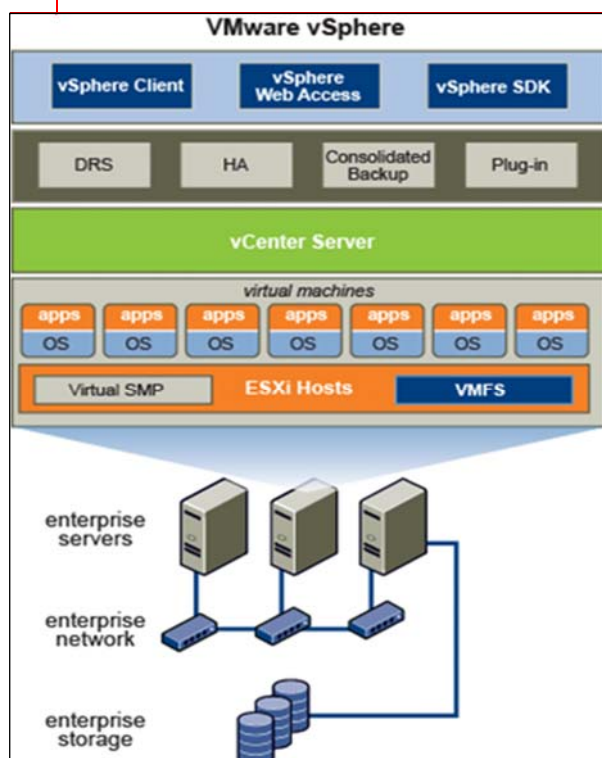 VMware vSphere
vSphere Client
vSphere
Web Access
vSphere SDK
DRS
HA
Consolidated
Backup
Plug-in
vCenter Server
virtual machines
apps apps apps apps apps apps apps
OS OS OS OS OS OS OS
Virtual SMP
ESXi Hosts
VMFS
enterprise
servers
enterprise
network
enterprise
storage